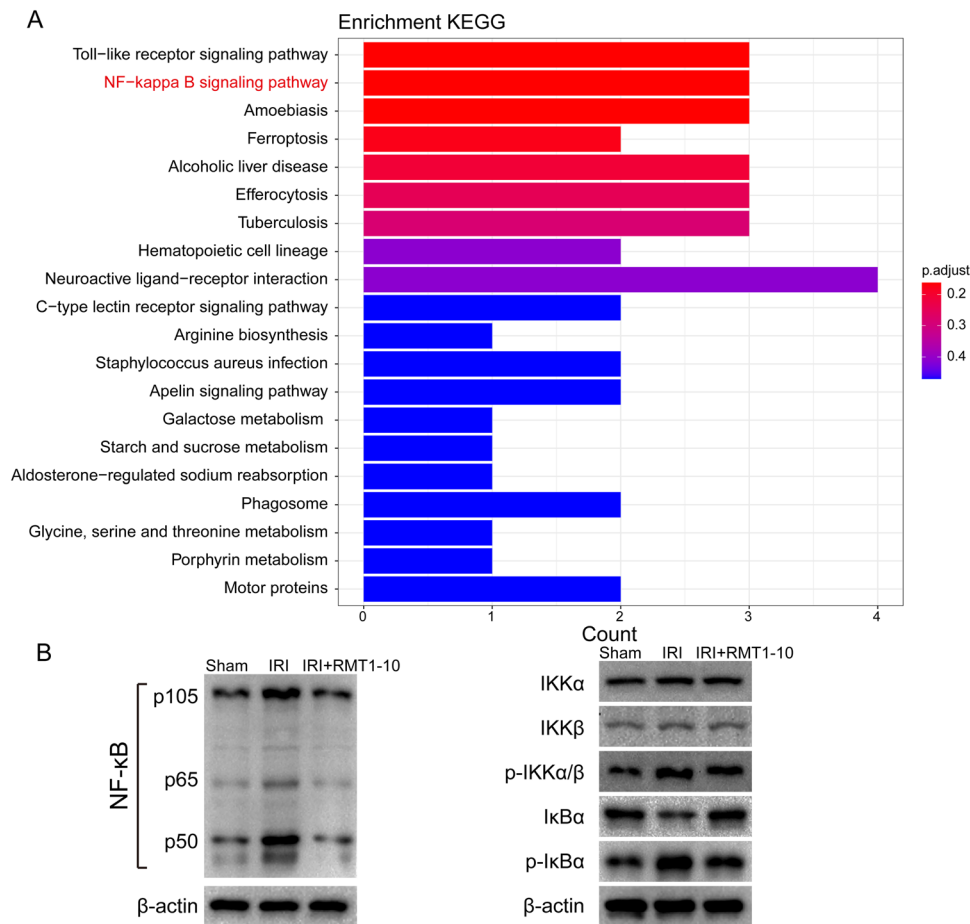 A
Enrichment KEGG
Toll−like receptor signaling pathway
NF−kappa B signaling pathway
Amoebiasis
Ferroptosis
Alcoholic liver disease
Efferocytosis
Tuberculosis
Hematopoietic cell lineage
Neuroactive ligand−receptor interaction
C−type lectin receptor signaling pathway
Arginine biosynthesis
Staphylococcus aureus infection
Apelin signaling pathway
Galactose metabolism
Starch and sucrose metabolism
Aldosterone−regulated sodium reabsorption
Phagosome
Glycine, serine and threonine metabolism
Porphyrin metabolism
Motor proteins
0 1 2 3 4
Count
p.adjust
0.2
0.3
0.4
B
Sham IRI IRI+RMT1-10
NF-κB
p105
p65
p50
β-actin
Sham IRI IRI+RMT1-10
IKKα
IKKβ
p-IKKα/β
IκBα
p-IκBα
β-actin